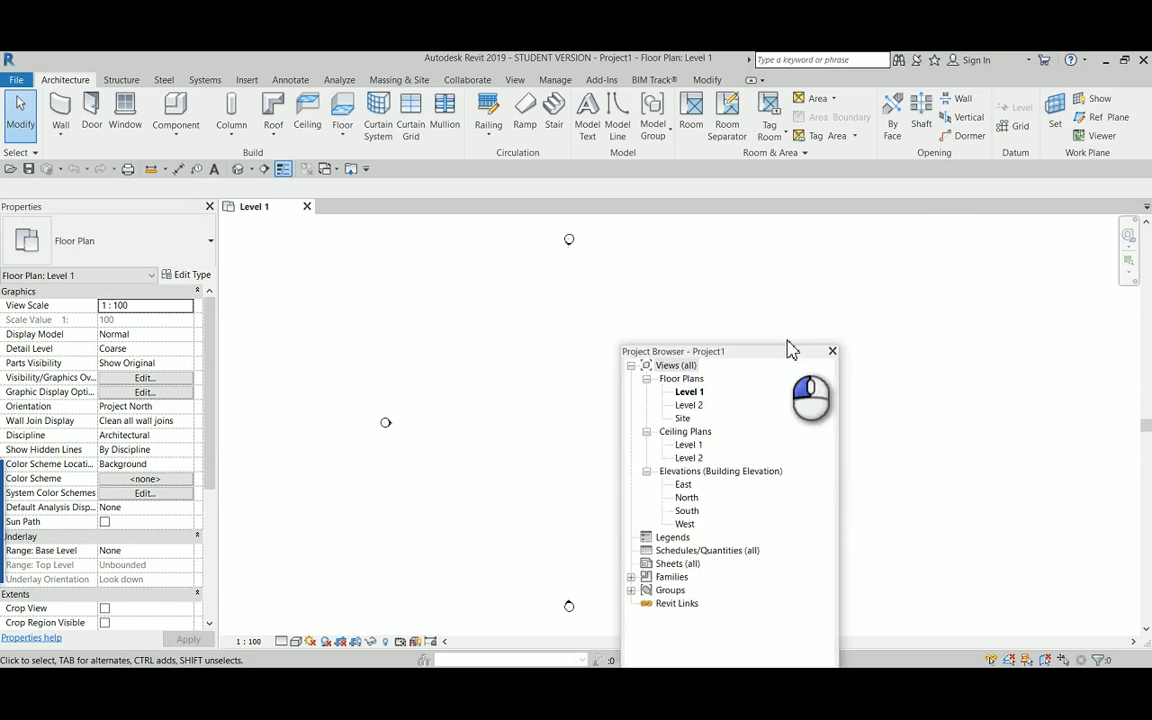 Autodesk Revit 2019 - STUDENT VERSION - Project1 - Floor Plan: Level 1
Type a keyword or phrase
Sign In
File Architecture Structure Steel Systems Insert Annotate Analyze Massing & Site Collaborate View Manage Add-Ins BIM Track® Modify
Modify Wall Door Window Component Column Roof Ceiling Floor Curtain System Curtain Grid Mullion Railing Ramp Stair Model Text Model Line Model Group Room Room Separator Tag Room
Area
Area Boundary
Tag Area
By Face Shaft
Wall
Vertical
Dormer
Level
Grid
Set
Show
Ref Plane
Viewer
Select Build Circulation Model Room & Area Opening Datum Work Plane
Properties
Level 1
Floor Plan
Floor Plan: Level 1 Edit Type
Graphics
View Scale 1 : 100
Scale Value 1: 100
Display Model Normal
Detail Level Coarse
Parts Visibility Show Original
Visibility/Graphics Ov... Edit...
Graphic Display Opti... Edit...
Orientation Project North
Wall Join Display Clean all wall joins
Discipline Architectural
Show Hidden Lines By Discipline
Color Scheme Locati... Background
Color Scheme <none>
System Color Schemes Edit...
Default Analysis Disp... None
Sun Path
Underlay
Range: Base Level None
Range: Top Level Unbounded
Underlay Orientation Look down
Extents
Crop View
Crop Region Visible
Properties help Apply
Project Browser - Project1
Views (all)
Floor Plans
Level 1
Level 2
Site
Ceiling Plans
Level 1
Level 2
Elevations (Building Elevation)
East
North
South
West
Legends
Schedules/Quantities (all)
Sheets (all)
Families
Groups
Revit Links
1 : 100
Click to select, TAB for alternates, CTRL adds, SHIFT unselects.
:0
:0